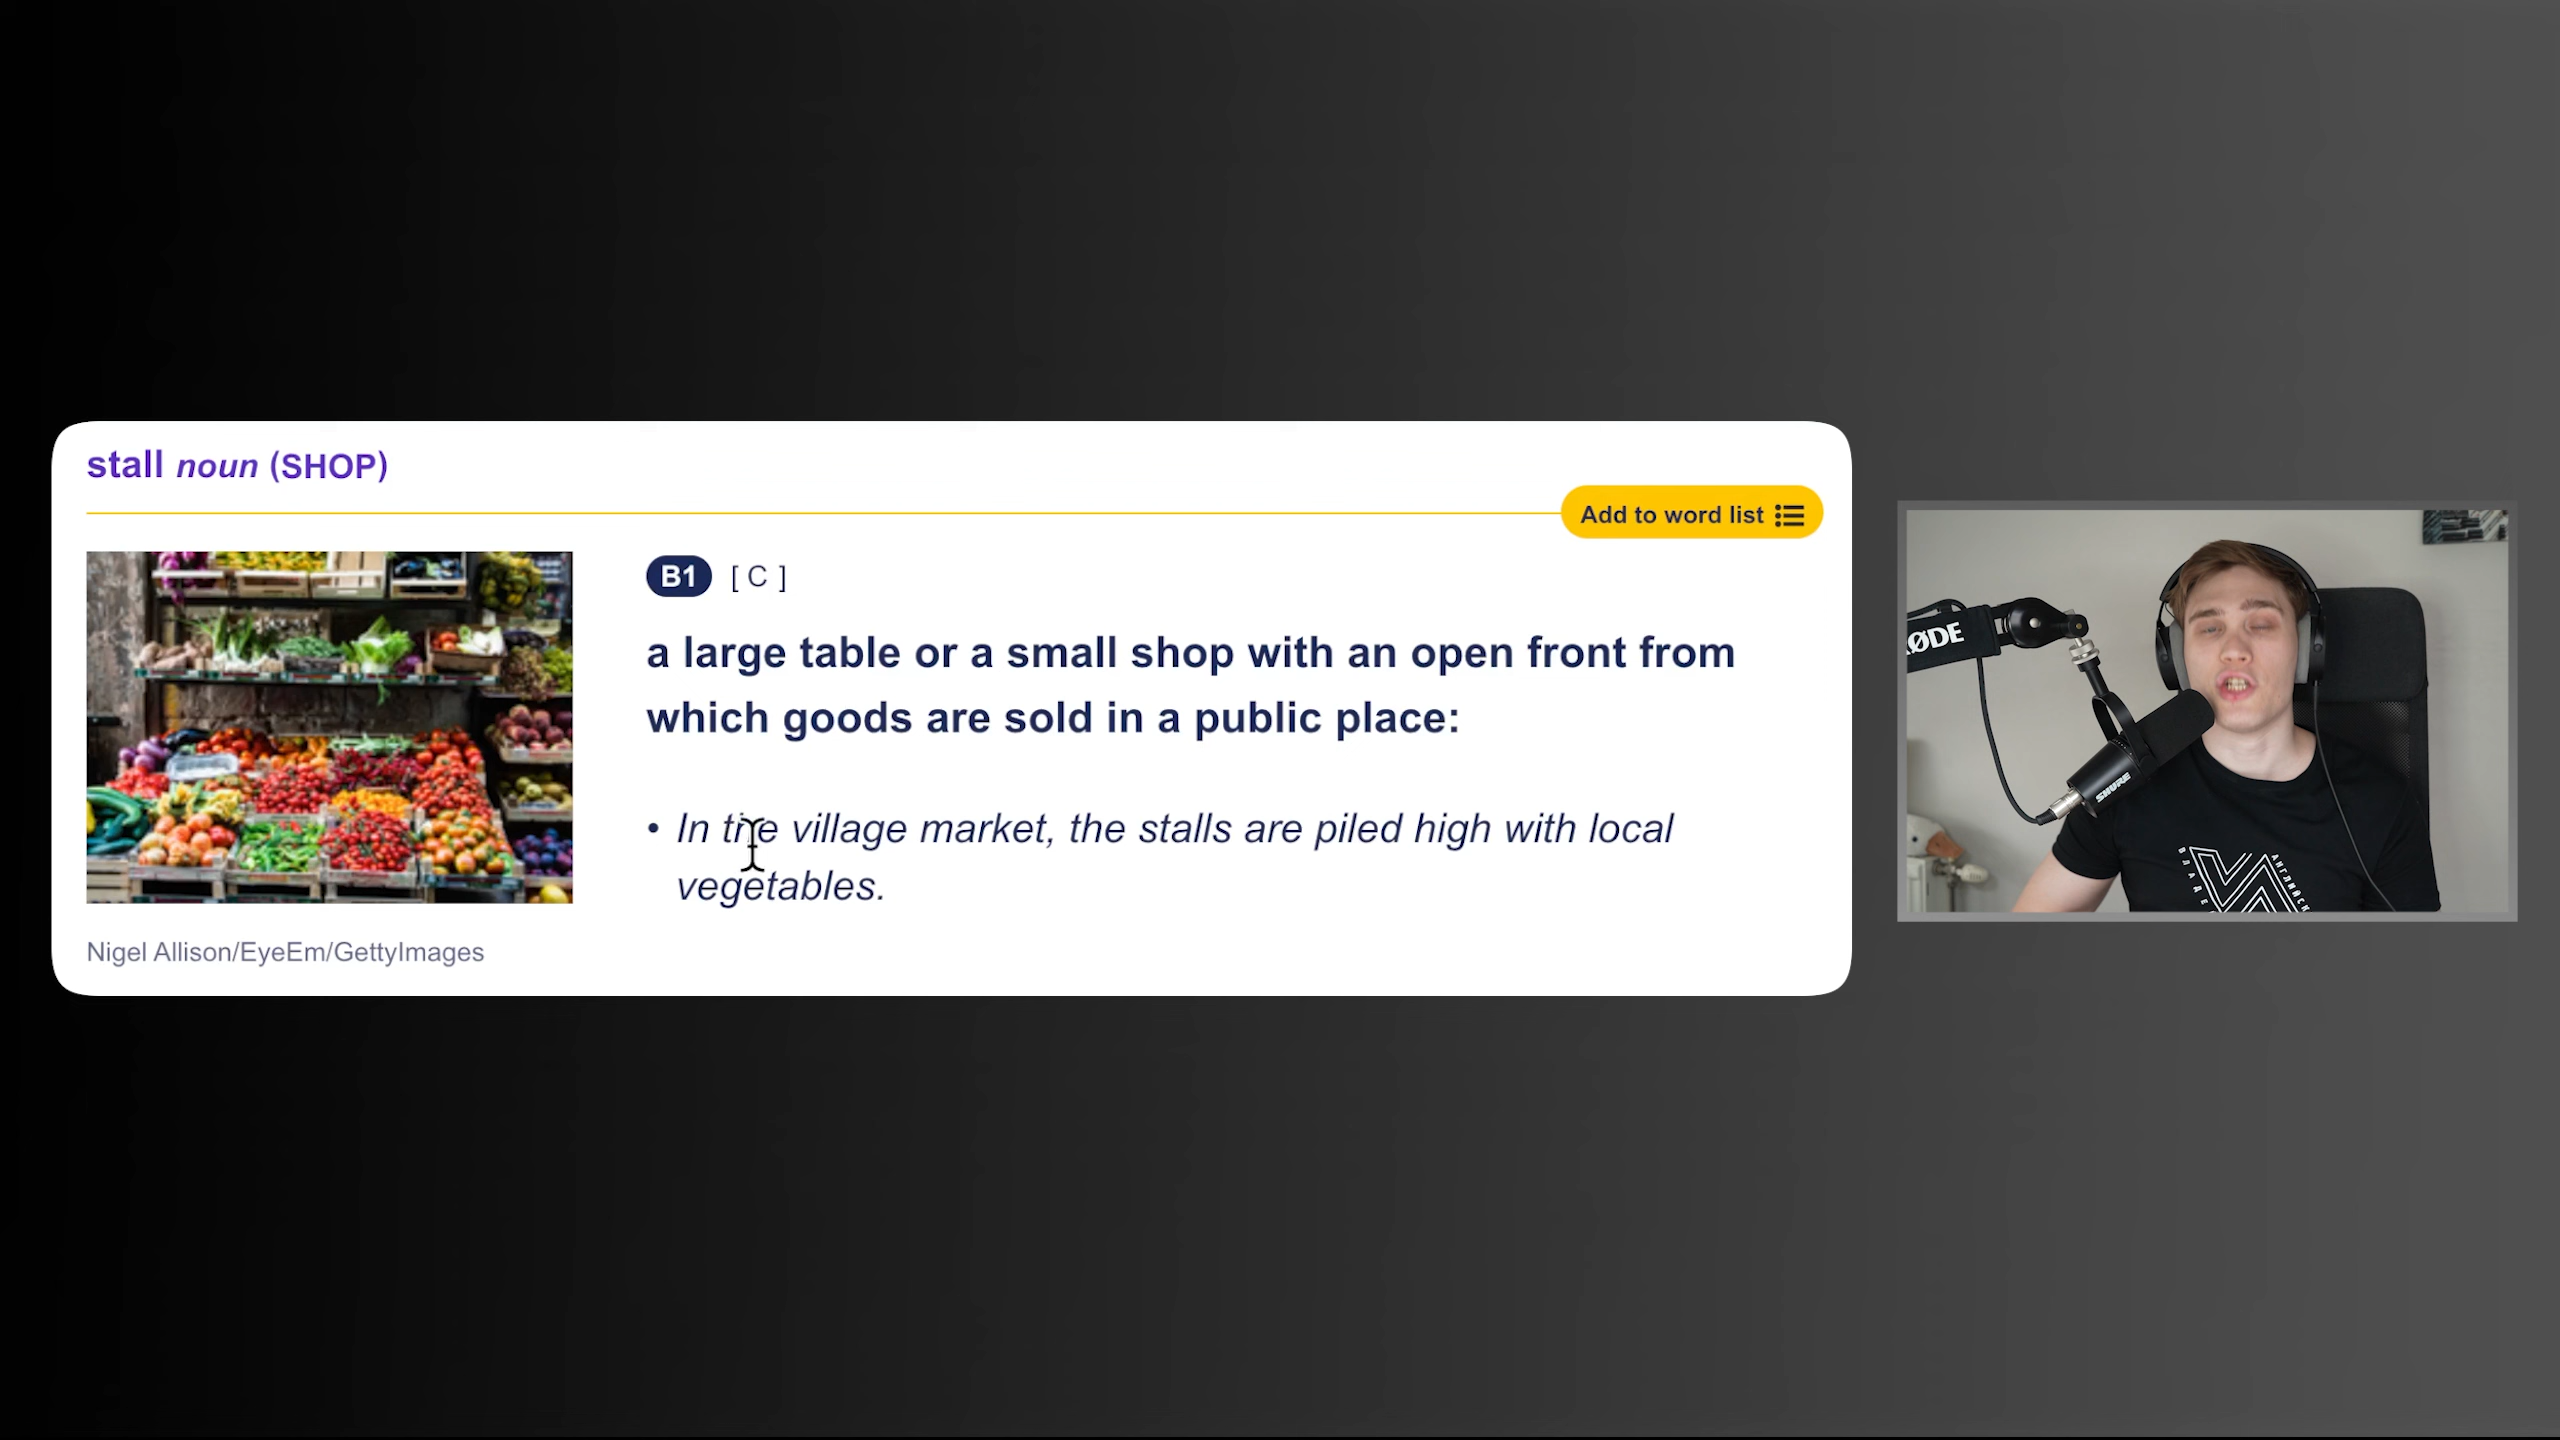 stall noun (SHOP)
Add to word list
B1 [ C ]
a large table or a small shop with an open front from
which goods are sold in a public place:
• In the village market, the stalls are piled high with local
vegetables.
Nigel Allison/EyeEm/GettyImages
RØDE
SHURE